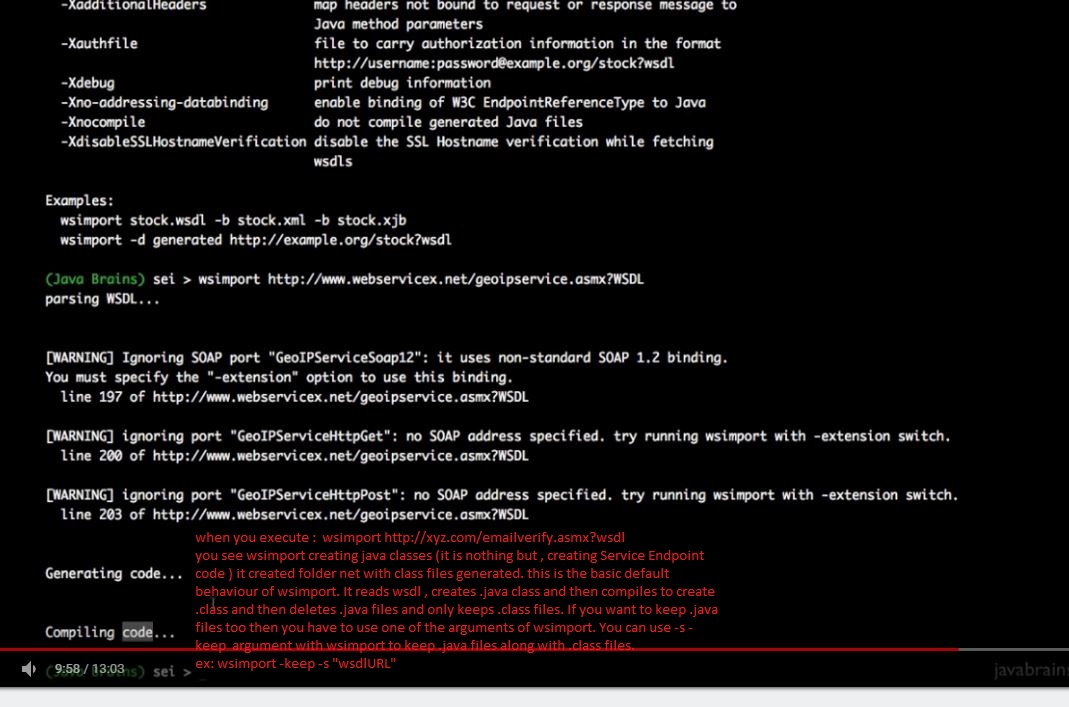 -XadditionalHeaders map headers not bound to request or response message to
Java method parameters
-Xauthfile file to carry authorization information in the format
http://username:password@example.org/stock?wsdl
-Xdebug print debug information
-Xno-addressing-databinding enable binding of W3C EndpointReferenceType to Java
-Xnocompile do not compile generated Java files
-XdisableSSLHostnameVerification disable the SSL Hostname verification while fetching
wsdls
Examples:
wsimport stock.wsdl -b stock.xml -b stock.xjb
wsimport -d generated http://example.org/stock?wsdl
(Java Brains) sei > wsimport http://www.webservicex.net/geoipservice.asmx?WSDL
parsing WSDL...
[WARNING] Ignoring SOAP port "GeoIPServiceSoap12": it uses non-standard SOAP 1.2 binding.
You must specify the "-extension" option to use this binding.
line 197 of http://www.webservicex.net/geoipservice.asmx?WSDL
[WARNING] ignoring port "GeoIPServiceHttpGet": no SOAP address specified. try running wsimport with -extension switch.
line 200 of http://www.webservicex.net/geoipservice.asmx?WSDL
[WARNING] ignoring port "GeoIPServiceHttpPost": no SOAP address specified. try running wsimport with -extension switch.
line 203 of http://www.webservicex.net/geoipservice.asmx?WSDL
when you execute : wsimport http://xyz.com/emailverify.asmx?wsdl
you see wsimport creating java classes (it is nothing but , creating Service Endpoint
Generating code...
code ) it created folder net with class files generated. this is the basic default
behaviour of wsimport. It reads wsdl , creates .java class and then compiles to create
.class and then deletes .java files and only keeps .class files. If you want to keep .java
files too then you have to use one of the arguments of wsimport. You can use -s -
Compiling code...
keep argument with wsimport to keep .java files along with .class files.
ex: wsimport -keep -s "wsdlURL"
9:58 / 13:03
(Java Brains) sei >
javabrains